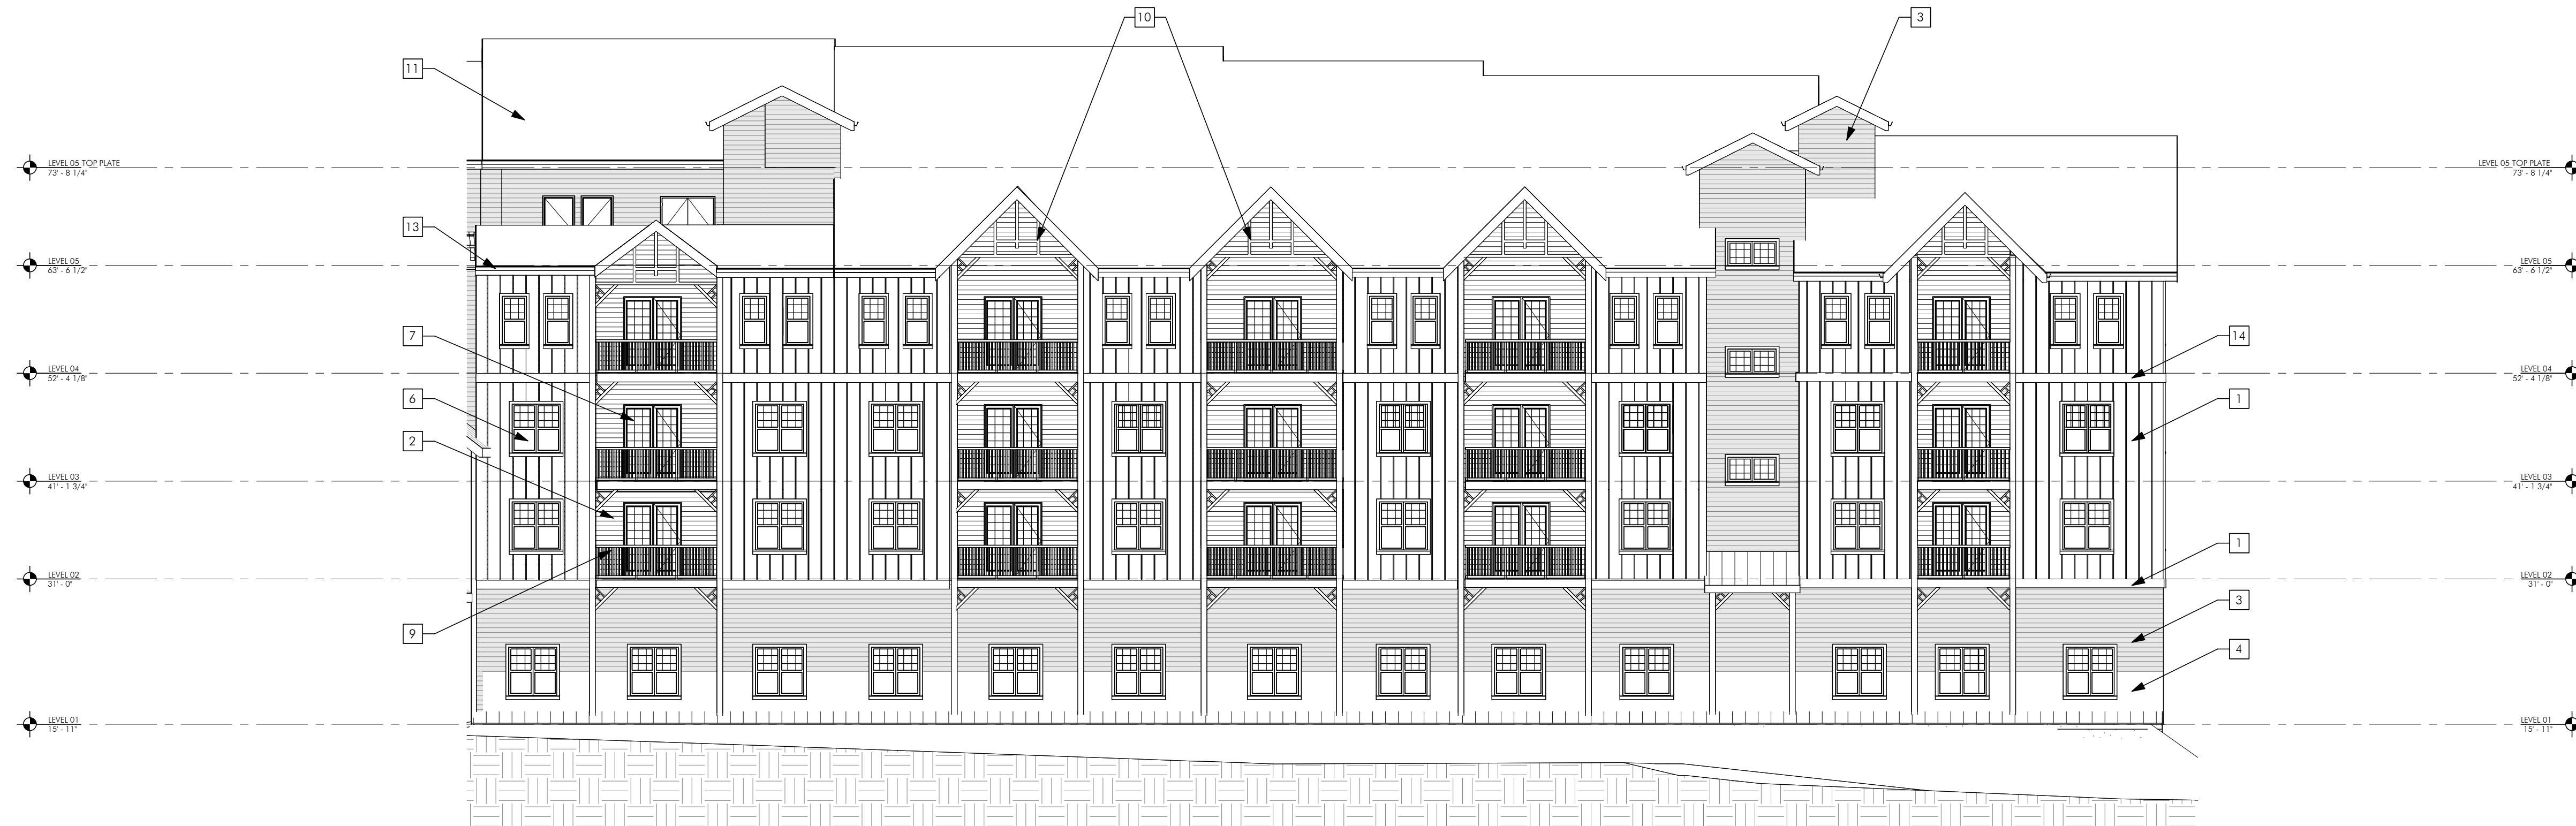 10
3
11
LEVEL 05 TOP PLATE
73' - 8 1/4"
LEVEL 05 TOP PLATE
73' - 8 1/4"
13
LEVEL 05
63' - 6 1/2"
LEVEL 05
63' - 6 1/2"
7
14
LEVEL 04
52' - 4 1/8"
LEVEL 04
52' - 4 1/8"
6
1
2
LEVEL 03
41' - 1 3/4"
LEVEL 03
41' - 1 3/4"
1
LEVEL 02
31' - 0"
LEVEL 02
31' - 0"
3
9
4
LEVEL 01
15' - 11"
LEVEL 01
15' - 11"